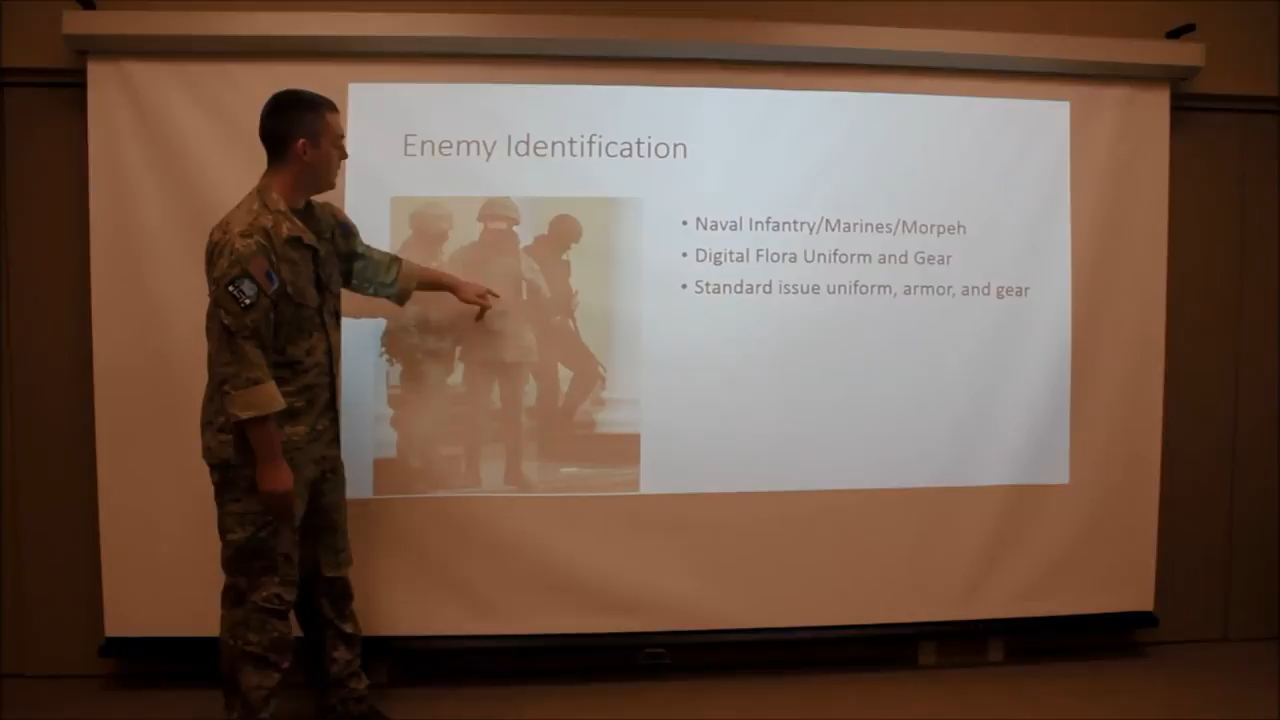 Enemy Identification
• Naval Infantry/Marines/Morpeh
• Digital Flora Uniform and Gear
• Standard issue uniform, armor, and gear